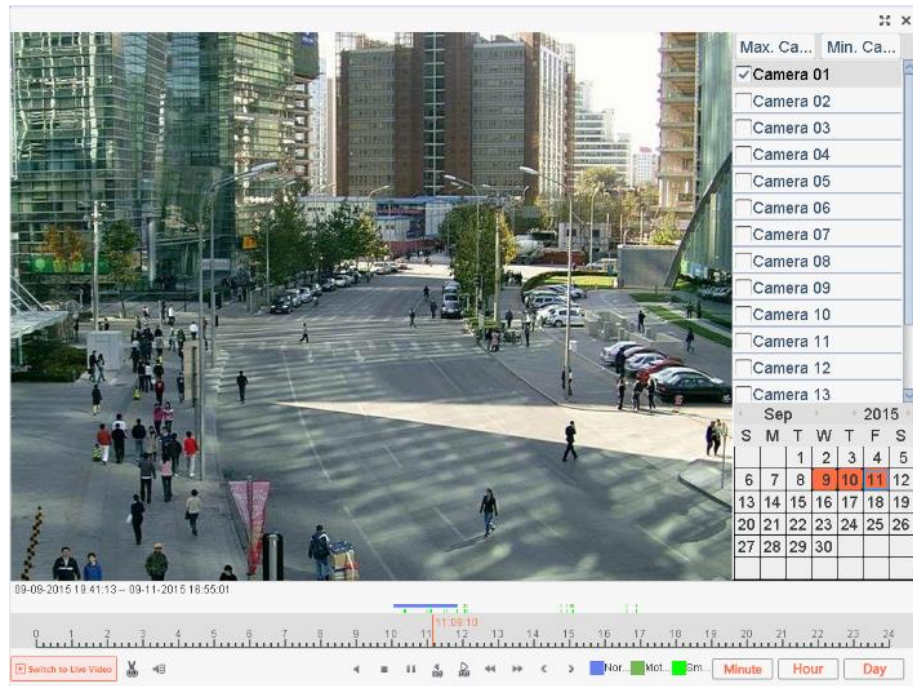 Max. Ca... Min. Ca...
Camera 01
Camera 02
Camera 03
Camera 04
Camera 05
Camera 06
Camera 07
Camera 08
Camera 09
Camera 10
Camera 11
Camera 12
Camera 13
Sep 2015
S M T W T F S
1 2 3 4 5
6 7 8 9 10 11 12
13 14 15 16 17 18 19
20 21 22 23 24 25 26
27 28 29 30
09-09-2015 19:41:13 -- 09-11-2015 16:55:01
11:09:10
0 1 2 3 4 5 6 7 8 9 10 11 12 13 14 15 16 17 18 19 20 21 22 23 24
Switch to Live Video Nor... Mot... Sm... Minute Hour Day